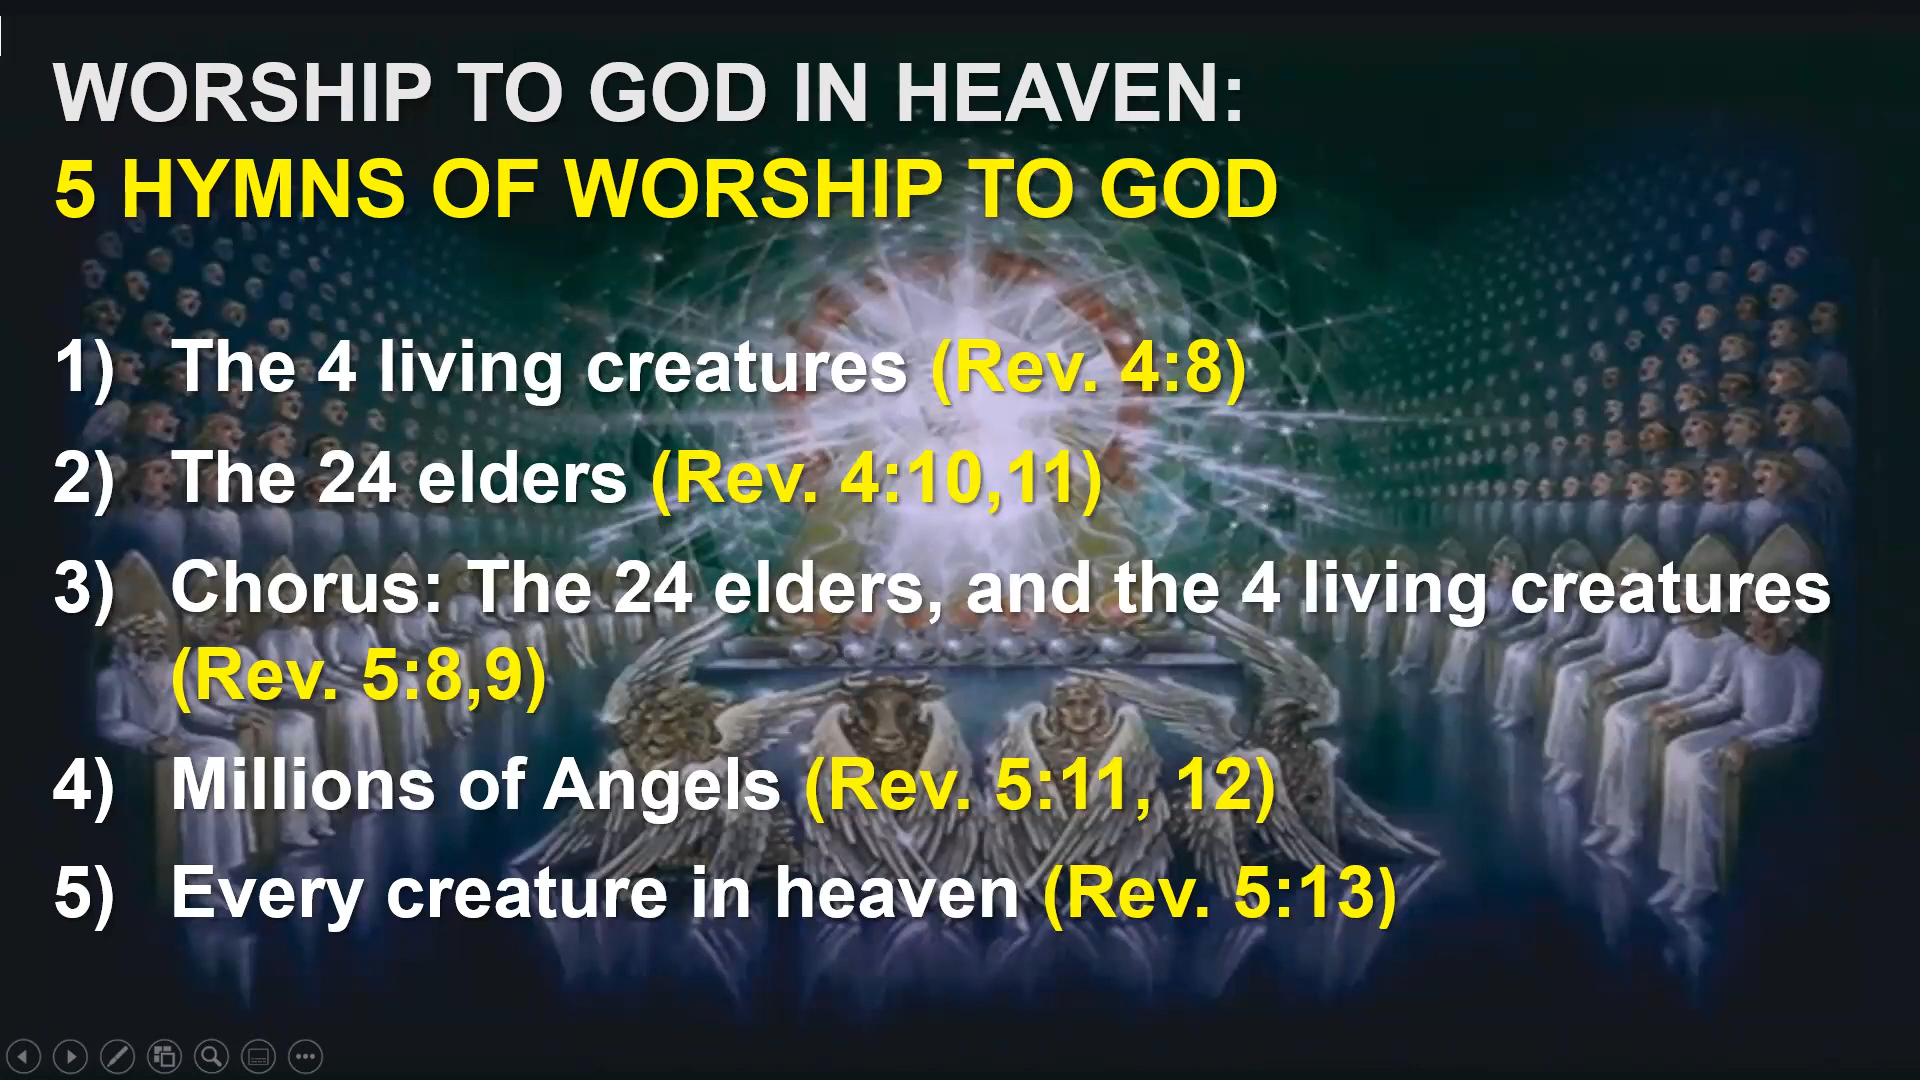 WORSHIP TO GOD IN HEAVEN:
5 HYMNS OF WORSHIP TO GOD
1) The 4 living creatures (Rev. 4:8)
2) The 24 elders (Rev. 4:10,11)
3) Chorus: The 24 elders, and the 4 living creatures
(Rev. 5:8,9)
4) Millions of Angels (Rev. 5:11, 12)
5) Every creature in heaven (Rev. 5:13)